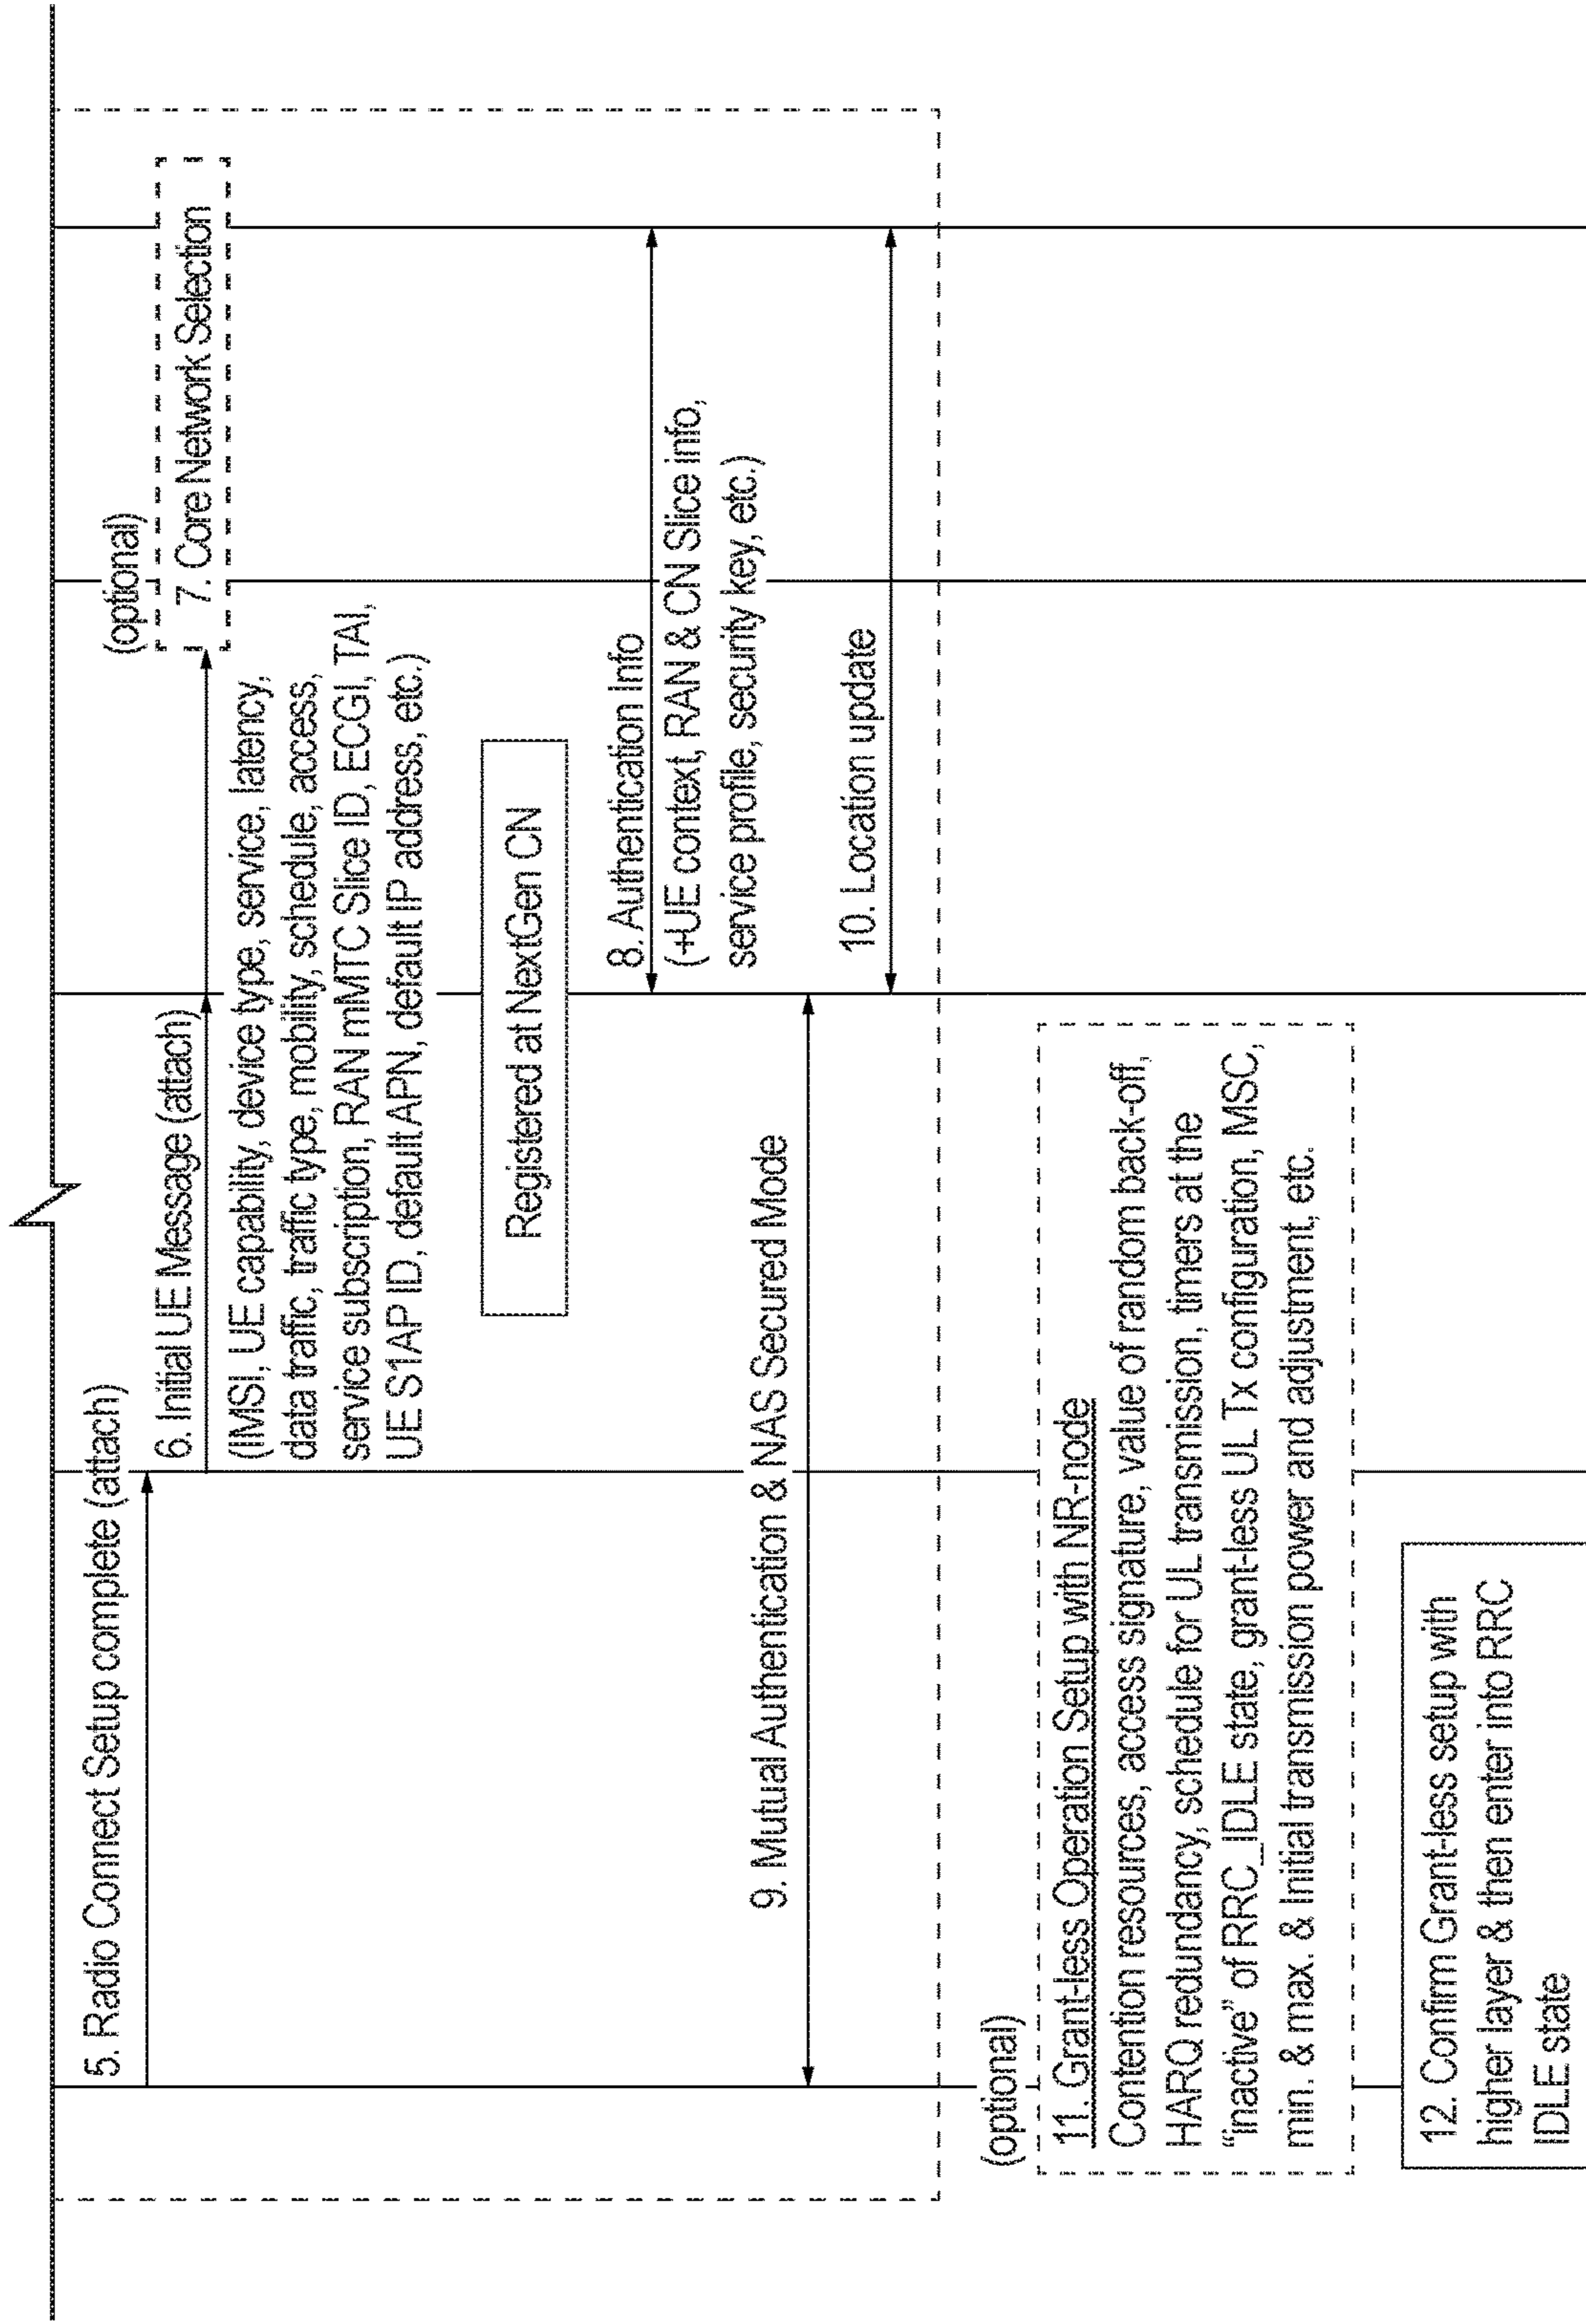 5. Radio Connect Setup complete (attach)
6. Initial UE Message (attach)
(IMSI, UE capability, device type, service, latency,
data traffic, traffic type, mobility, schedule, access,
service subscription, RAN mMTC Slice ID, ECGI, TAI,
UE S1AP ID, default APN, default IP address, etc.)
(optional)
7. Core Network Selection
Registered at NextGen CN
8. Authentication Info
(+UE context, RAN & CN Slice info,
service profile, security key, etc.)
9. Mutual Authentication & NAS Secured Mode
10. Location update
(optional)
11. Grant-less Operation Setup with NR-node
Contention resources, access signature, value of random back-off,
HARQ redundancy, schedule for UL transmission, timers at the
"inactive" of RRC_IDLE state, grant-less UL Tx configuration, MSC,
min. & max. & Initial transmission power and adjustment, etc.
12. Confirm Grant-less setup with
higher layer & then enter into RRC
IDLE state